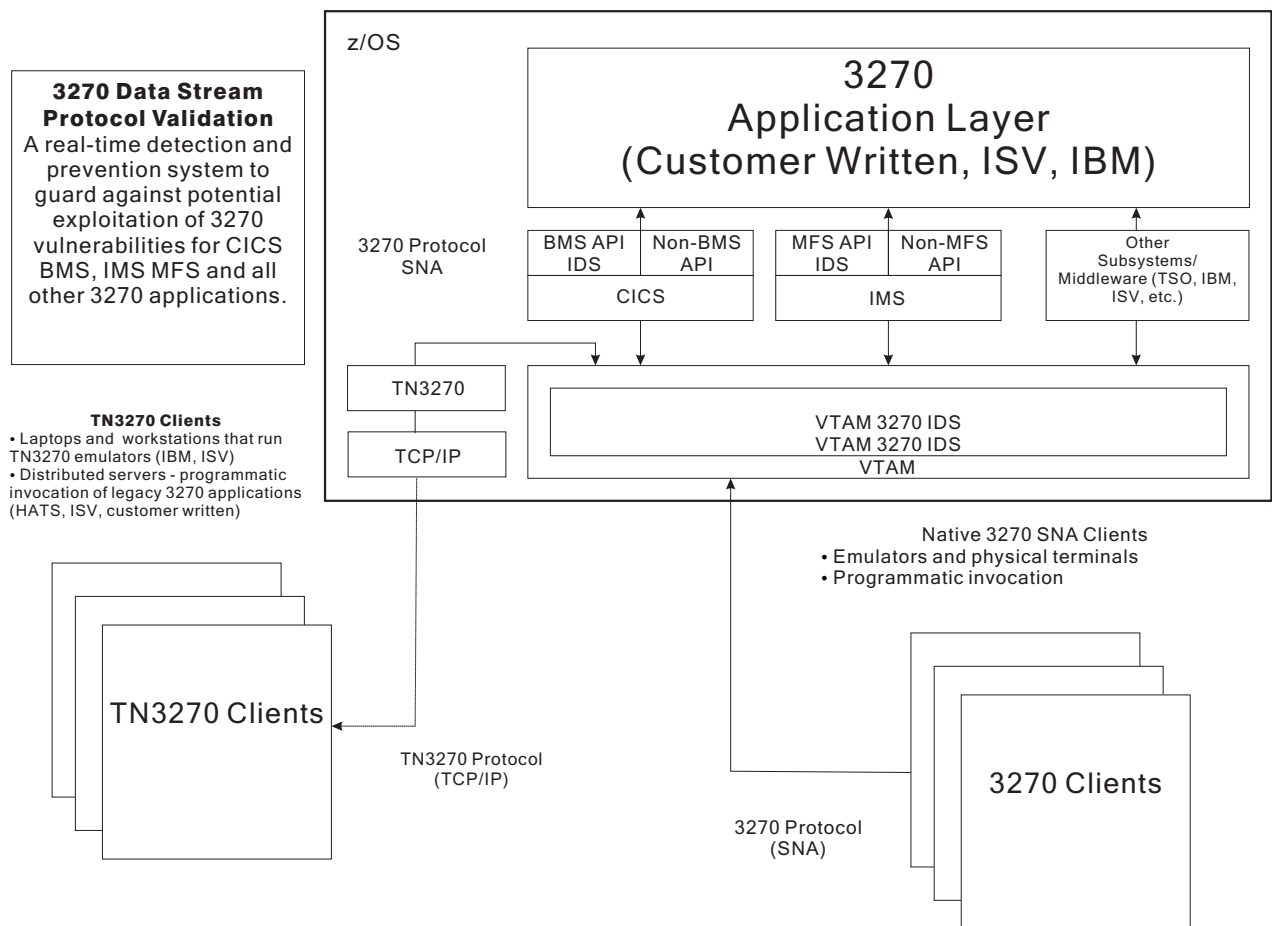 z/OS
3270 Data Stream
Protocol Validation
A real-time detection and
prevention system to
guard against potential
exploitation of 3270
vulnerabilities for CICS
BMS, IMS MFS and all
other 3270 applications.
3270
Application Layer
(Customer Written, ISV, IBM)
3270 Protocol
SNA
BMS API
IDS
Non-BMS
API
CICS
MFS API
IDS
Non-MFS
API
IMS
Other
Subsystems/
Middleware (TSO, IBM,
ISV, etc.)
TN3270
TCP/IP
VTAM 3270 IDS
VTAM 3270 IDS
VTAM
TN3270 Clients
• Laptops and workstations that run
TN3270 emulators (IBM, ISV)
• Distributed servers - programmatic
invocation of legacy 3270 applications
(HATS, ISV, customer written)
Native 3270 SNA Clients
• Emulators and physical terminals
• Programmatic invocation
TN3270 Clients
TN3270 Protocol
(TCP/IP)
3270 Protocol
(SNA)
3270 Clients